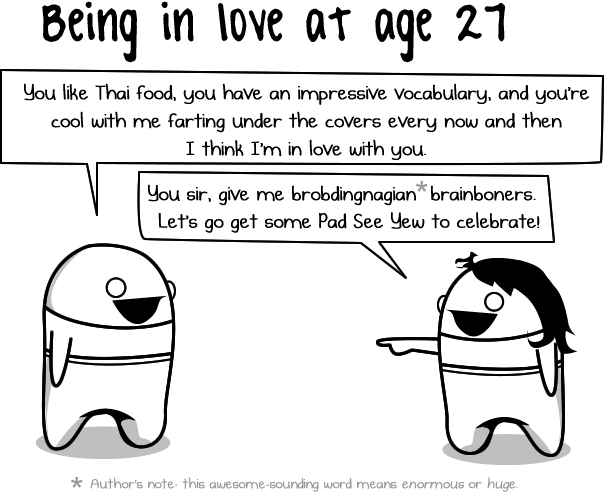 Being in love at age 27
You like Thai food, you have an impressive vocabulary, and you're
cool with me farting under the covers every now and then
I think I'm in love with you.
You sir, give me brobdingnagian* brainboners.
Let's go get some Pad See Yew to celebrate!
* Author's note: this awesome-sounding word means enormous or huge.